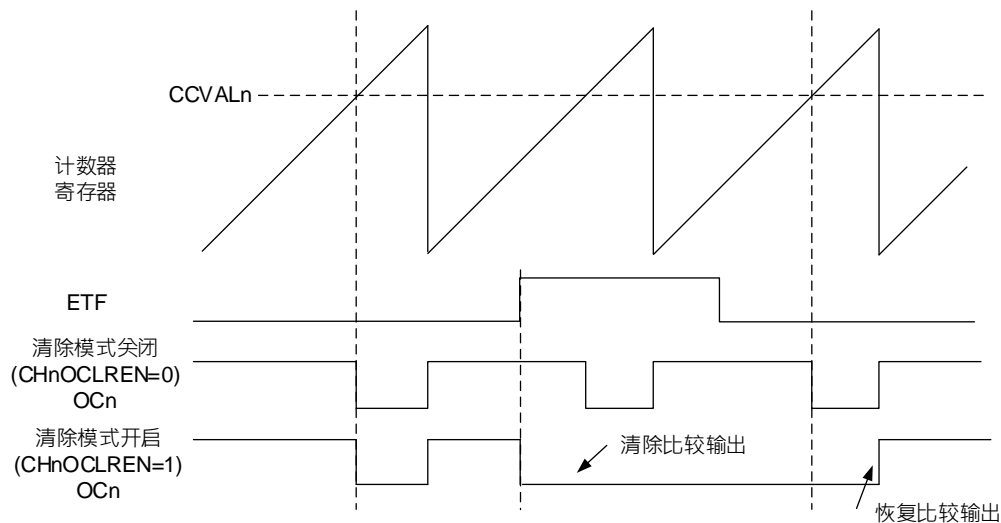 CCVALn
计数器
寄存器
ETF
清除模式关闭
(CHnOCLREN=0)
OCn
清除模式开启
(CHnOCLREN=1)
OCn
清除比较输出
恢复比较输出